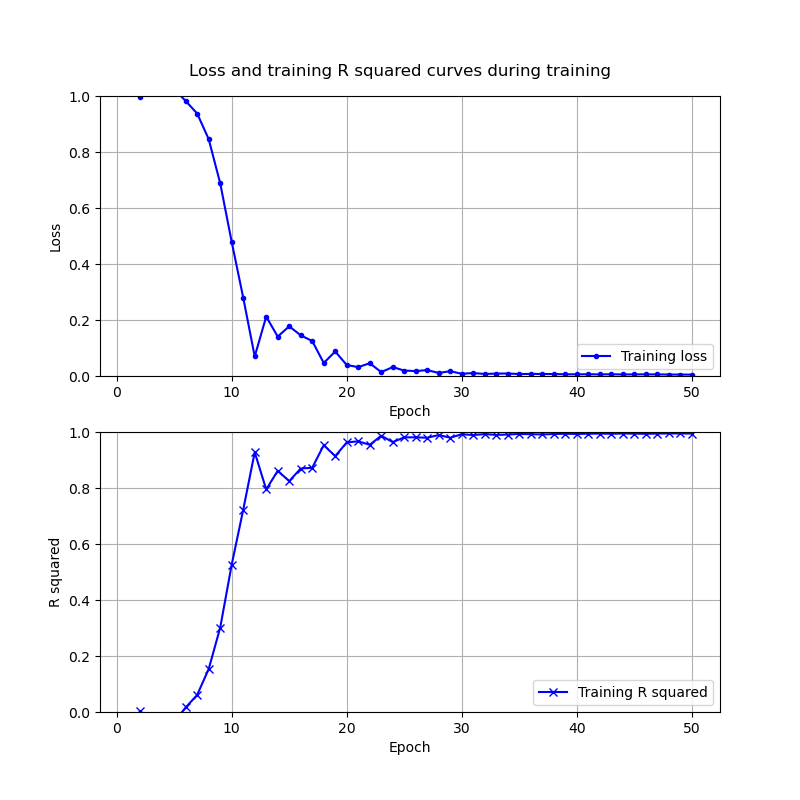 Loss and training R squared curves during training
1.0
0.8
0.6
0.4
0.2
0.0
Loss
Training loss
0 10 20 30 40 50
Epoch
1.0
0.8
0.6
0.4
0.2
0.0
R squared
Training R squared
0 10 20 30 40 50
Epoch